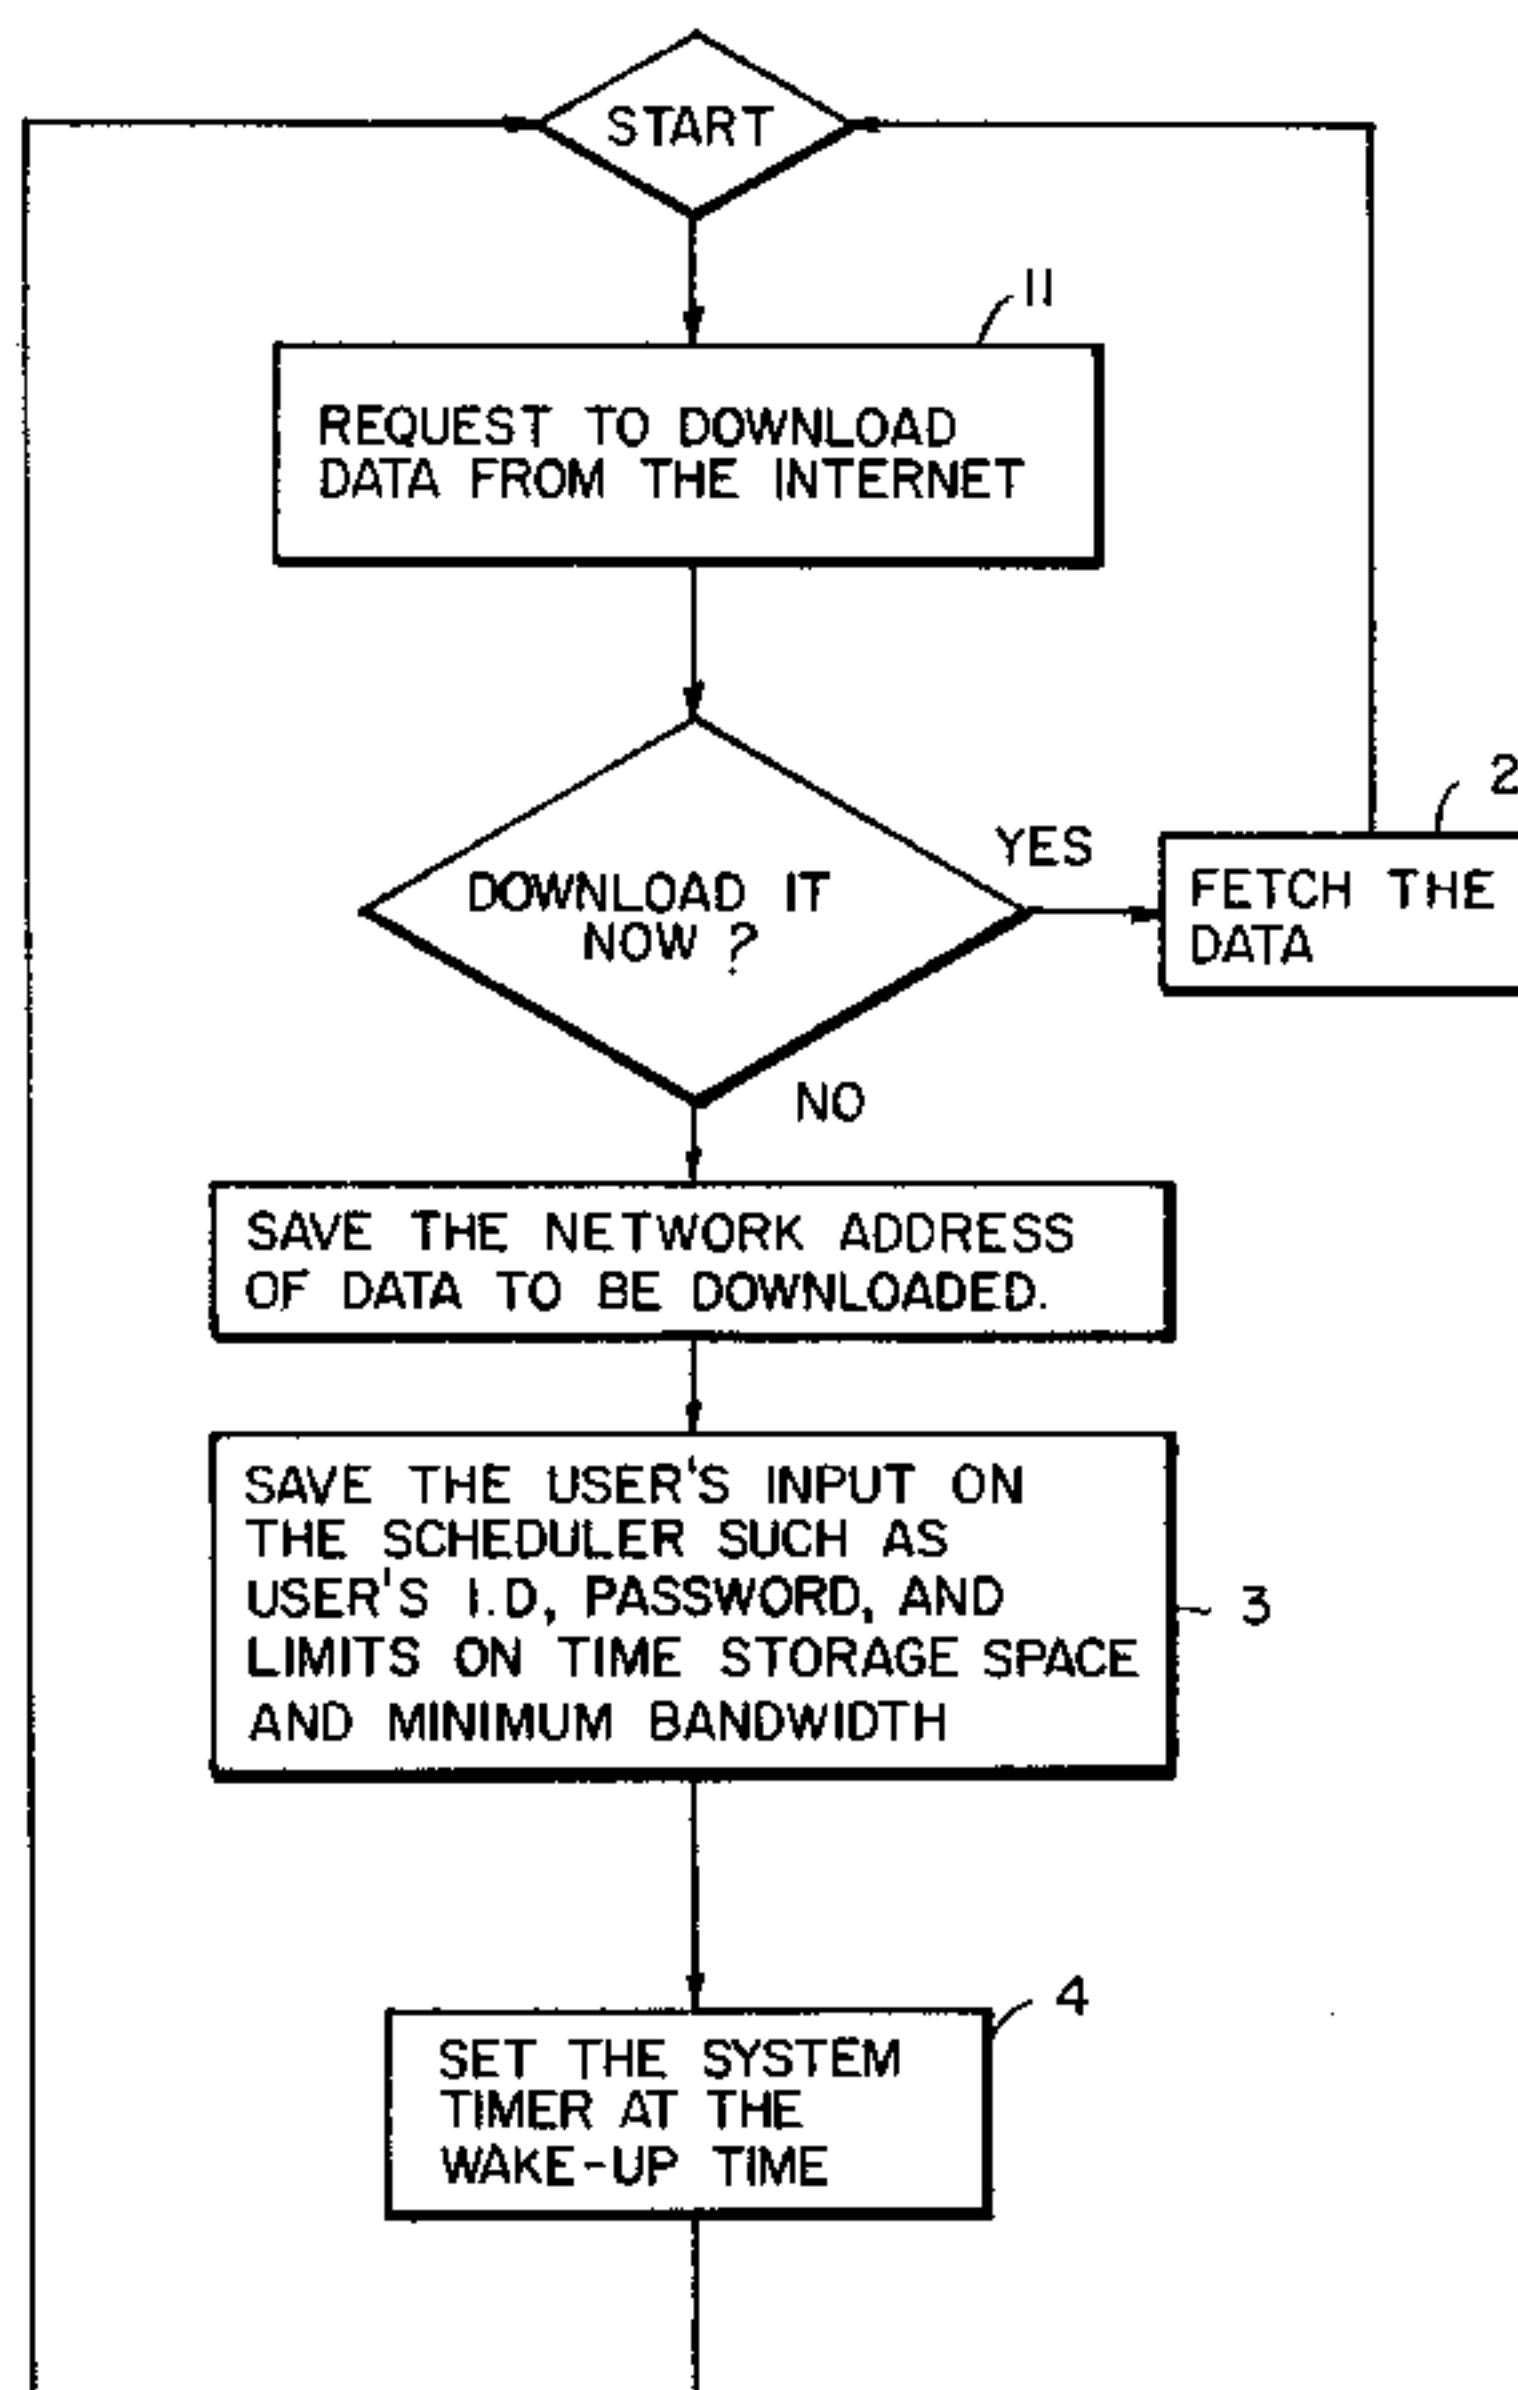 START
11
REQUEST TO DOWNLOAD
DATA FROM THE INTERNET
DOWNLOAD IT
NOW ?
YES
2
FETCH THE
DATA
NO
SAVE THE NETWORK ADDRESS
OF DATA TO BE DOWNLOADED.
SAVE THE USER'S INPUT ON
THE SCHEDULER SUCH AS
USER'S I.D, PASSWORD, AND
LIMITS ON TIME STORAGE SPACE
AND MINIMUM BANDWIDTH
3
4
SET THE SYSTEM
TIMER AT THE
WAKE-UP TIME